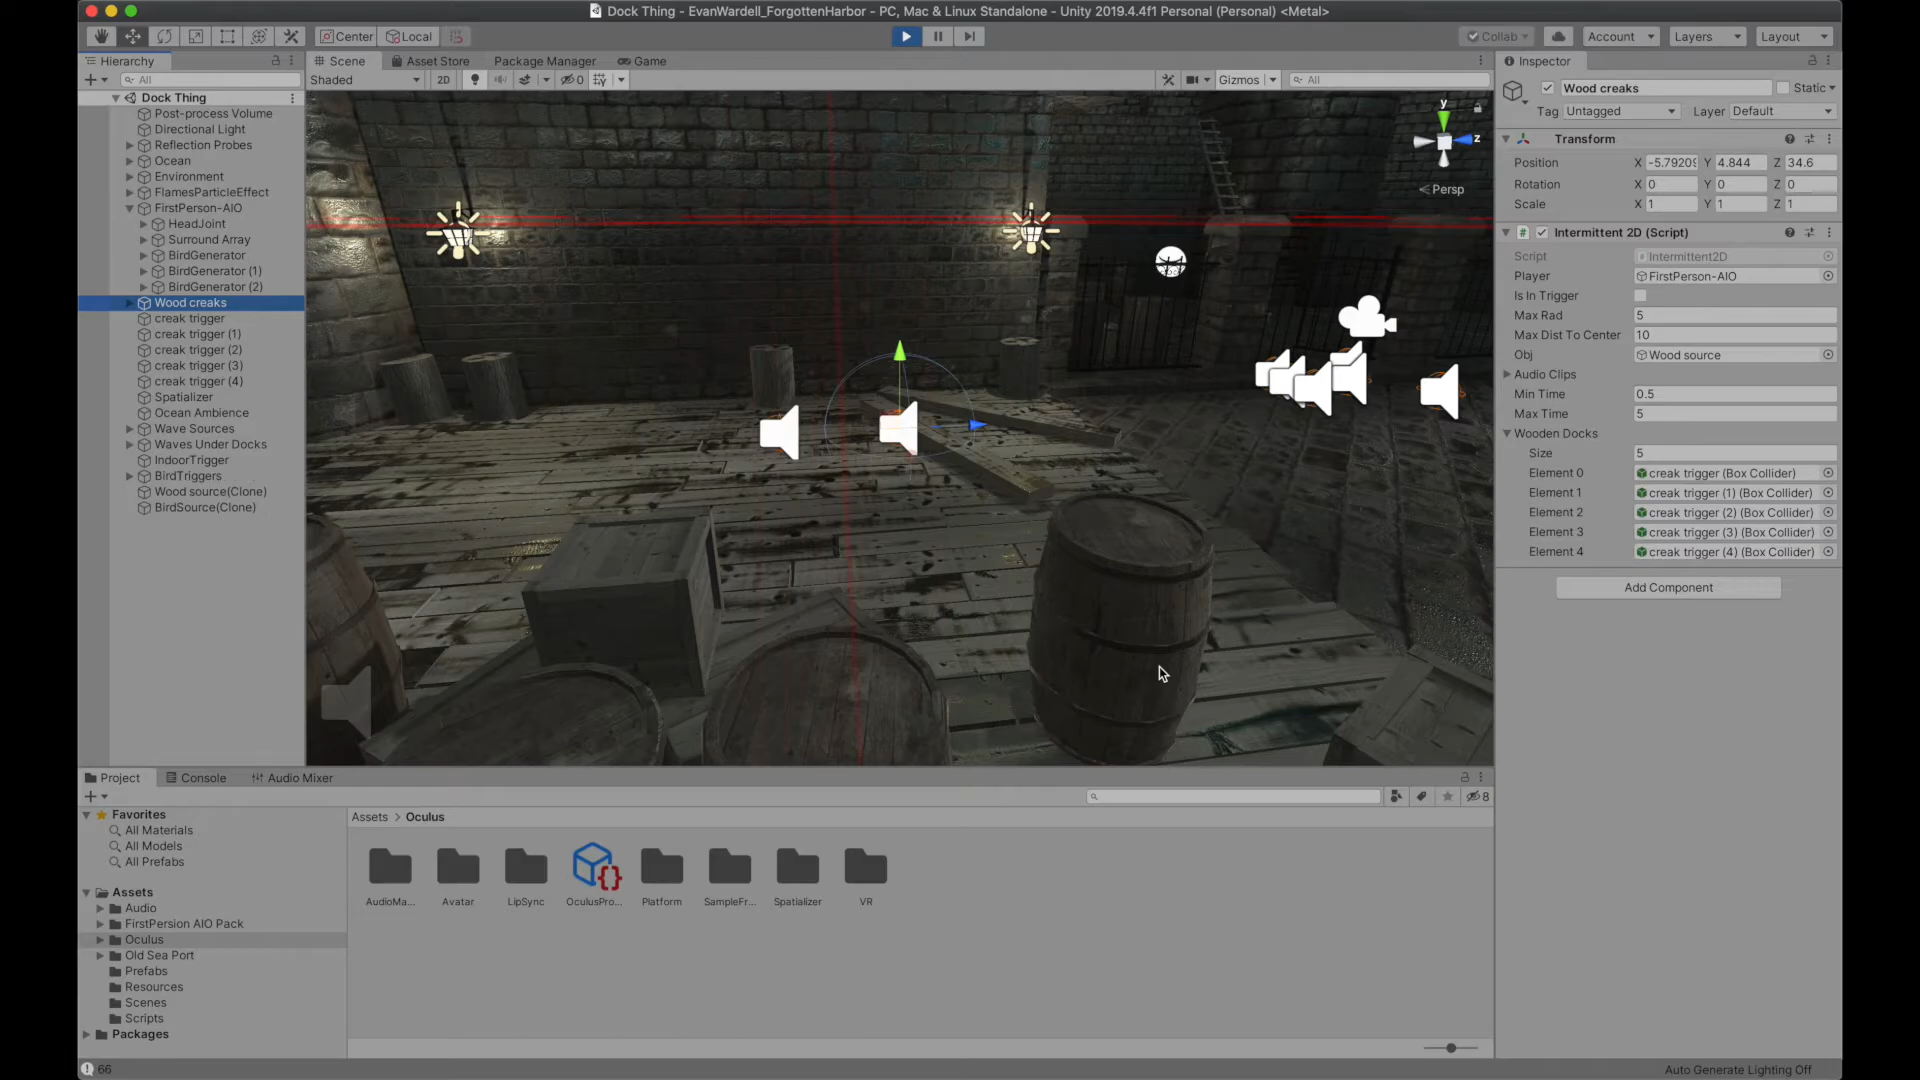 Dock Thing - EvanWardell_ForgottenHarbor - PC, Mac & Linux Standalone - Unity 2019.4.4f1 Personal (Personal) <Metal>
Center Local Collab Account Layers Layout
Hierarchy
All
Dock Thing
Post-process Volume
Directional Light
Reflection Probes
Ocean
Environment
FlamesParticleEffect
FirstPerson-AIO
HeadJoint
Surround Array
BirdGenerator
BirdGenerator (1)
BirdGenerator (2)
Wood creaks
creak trigger
creak trigger (1)
creak trigger (2)
creak trigger (3)
creak trigger (4)
Spatializer
Ocean Ambience
Wave Sources
Waves Under Docks
IndoorTrigger
BirdTriggers
Wood source(Clone)
BirdSource(Clone)
Scene Asset Store Package Manager Game
Shaded 2D 0 Gizmos All
y
z
Persp
Inspector
Wood creaks Static
Tag Untagged Layer Default
Transform
Position X -5.79209 Y 4.844 Z 34.6
Rotation X 0 Y 0 Z 0
Scale X 1 Y 1 Z 1
# Intermittent 2D (Script)
Script Intermittent2D
Player FirstPerson-AIO
Is In Trigger
Max Rad 5
Max Dist To Center 10
Obj Wood source
Audio Clips
Min Time 0.5
Max Time 5
Wooden Docks
Size 5
Element 0 creak trigger (Box Collider)
Element 1 creak trigger (1) (Box Collider)
Element 2 creak trigger (2) (Box Collider)
Element 3 creak trigger (3) (Box Collider)
Element 4 creak trigger (4) (Box Collider)
Add Component
Project Console Audio Mixer
8
Favorites
All Materials
All Models
All Prefabs
Assets
Audio
FirstPersion AIO Pack
Oculus
Old Sea Port
Prefabs
Resources
Scenes
Scripts
Packages
Assets > Oculus
AudioMa... Avatar LipSync OculusPro... Platform SampleFr... Spatializer VR
66
Auto Generate Lighting Off